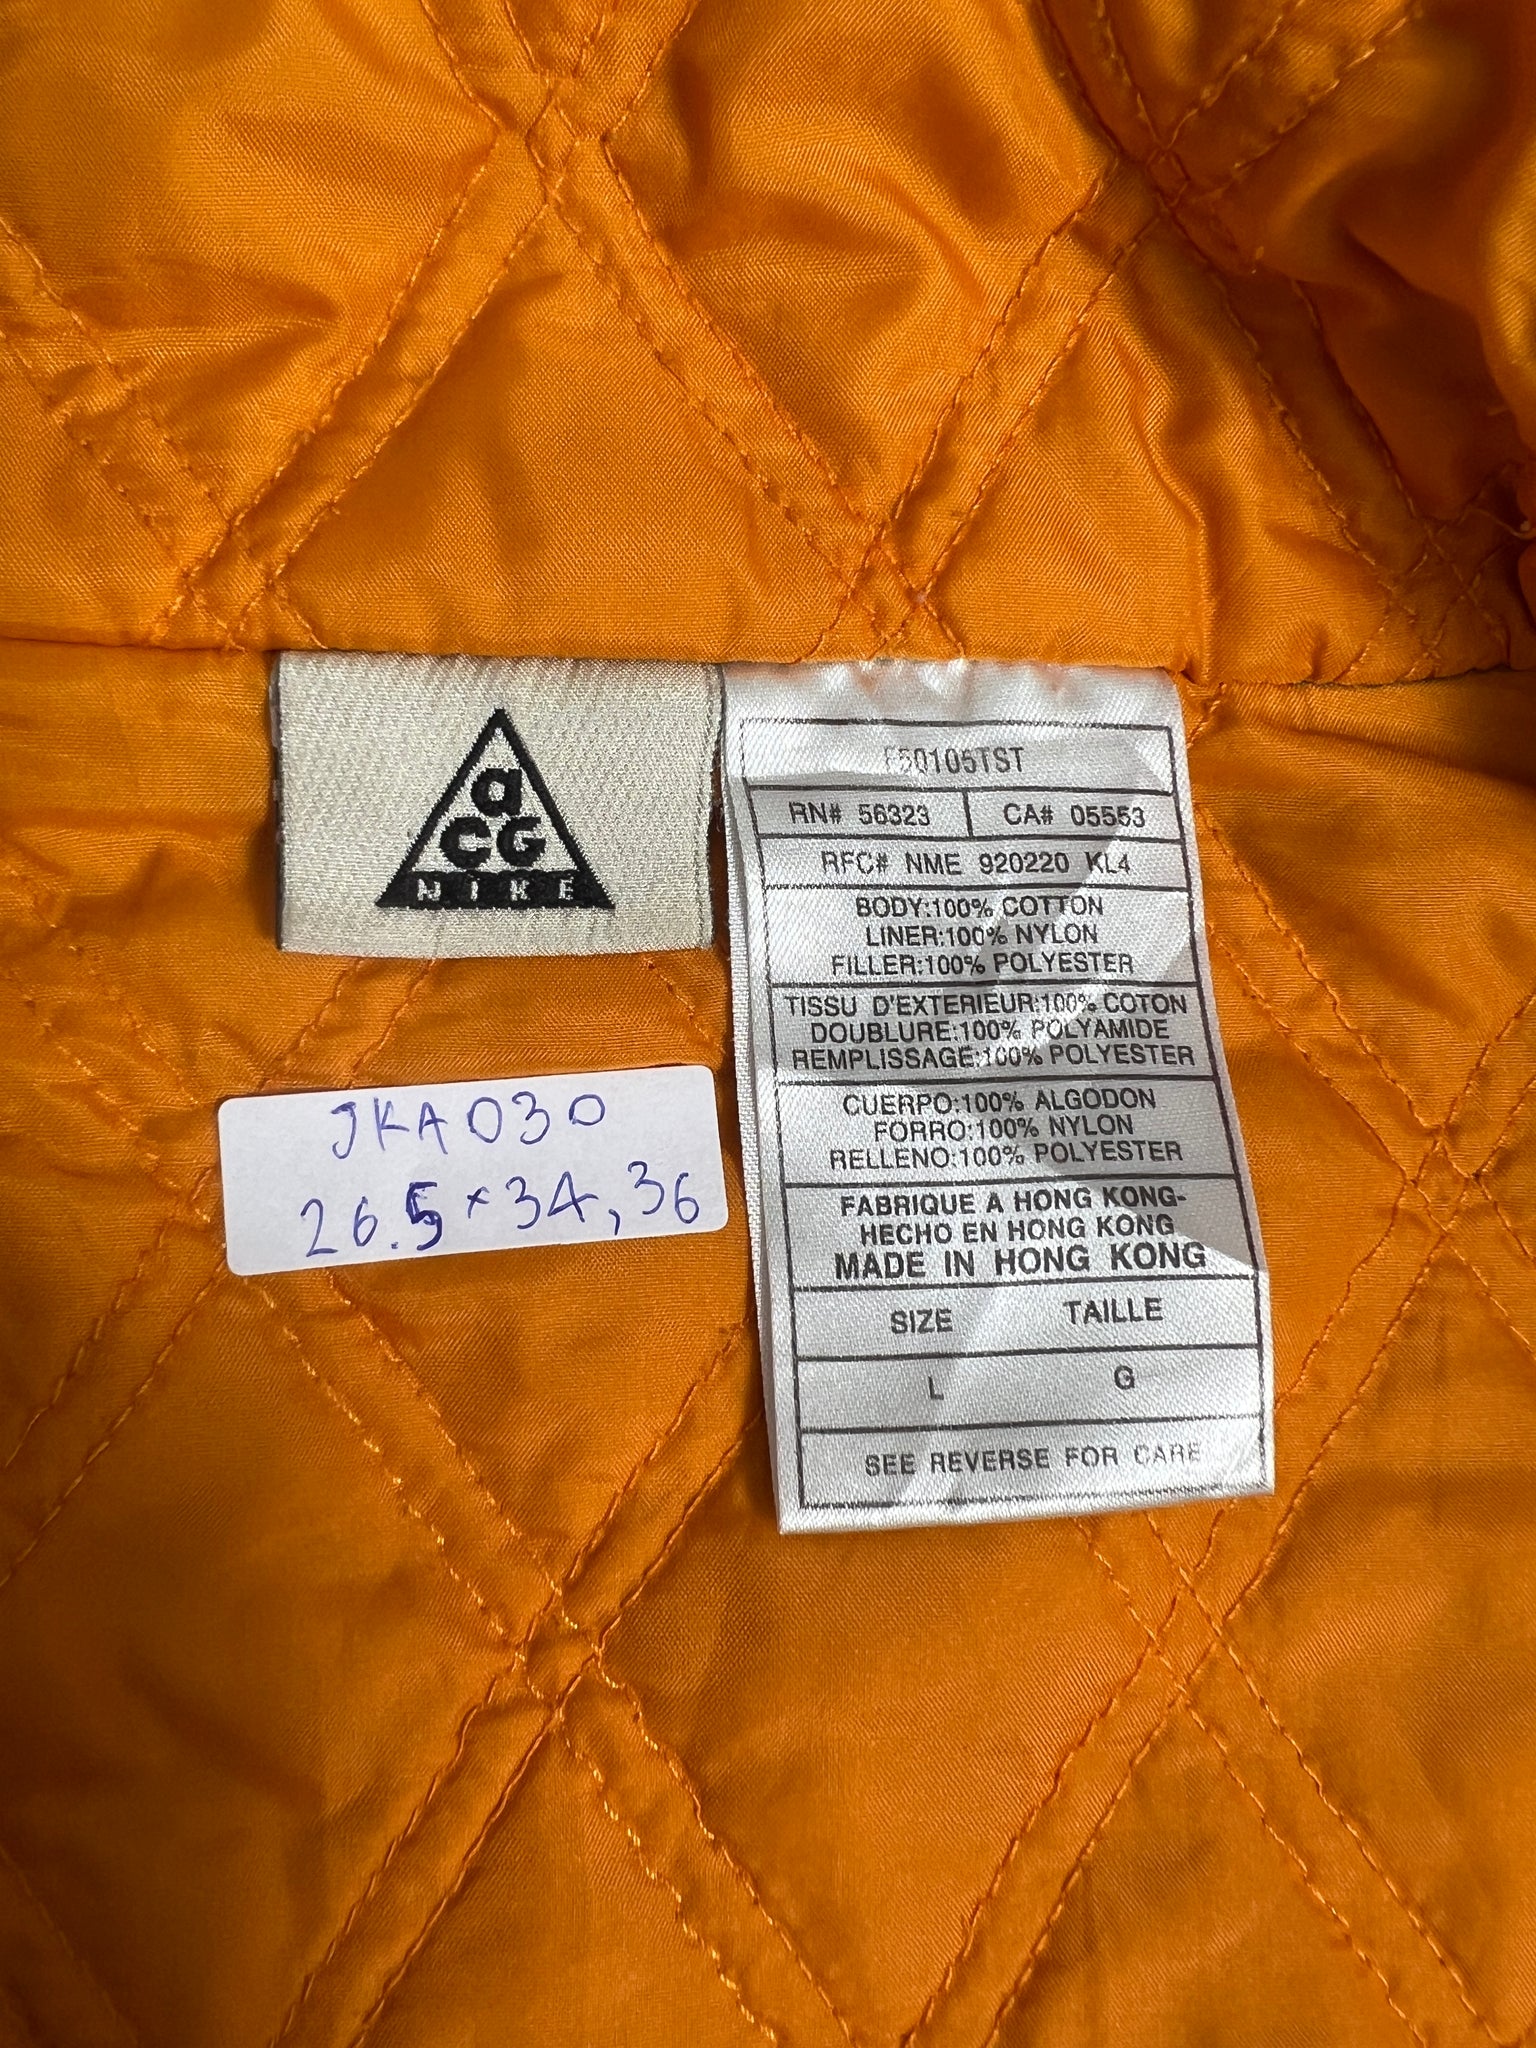 a
CG
NIKE
JKA030
26.5×34,36
F50105TST
RN# 56323 CA# 05553
RFC# NME 920220 KL4
BODY:100% COTTON
LINER:100% NYLON
FILLER:100% POLYESTER
TISSU D'EXTERIEUR:100% COTON
DOUBLURE:100% POLYAMIDE
REMPLISSAGE:100% POLYESTER
CUERPO:100% ALGODON
FORRO:100% NYLON
RELLENO:100% POLYESTER
FABRIQUE A HONG KONG-
HECHO EN HONG KONG
MADE IN HONG KONG
SIZE TAILLE
L G
SEE REVERSE FOR CARE